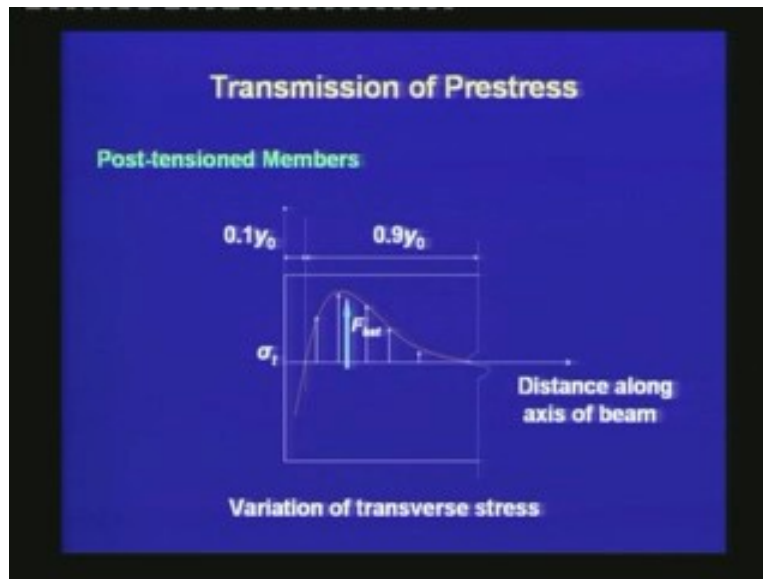 Transmission of Prestress
Post-tensioned Members
0.1y₀ 0.9y₀
σₜ
Distance along
axis of beam
Variation of transverse stress